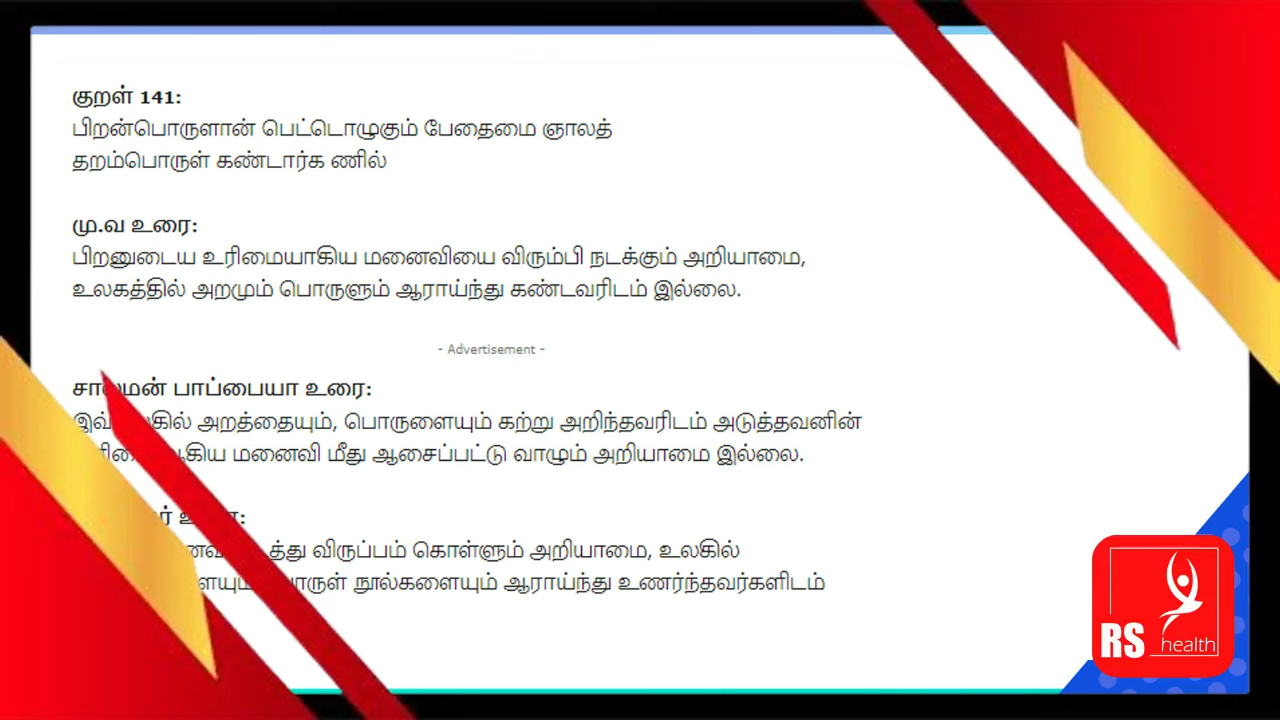 குறள் 141:
பிறன்பொருளான் பெட்டொழுகும் பேதைமை ஞாலத்
தறம்பொருள் கண்டார்க ணில்
மு.வ உரை:
பிறனுடைய உரிமையாகிய மனைவியை விரும்பி நடக்கும் அறியாமை,
உலகத்தில் அறமும் பொருளும் ஆராய்ந்து கண்டவரிடம் இல்லை.
- Advertisement -
பாப்பையா உரை:
அறத்தையும், பொருளையும் கற்று அறிந்தவரிடம் அடுத்தவனின்
மனைவி மீது ஆசைப்பட்டு வாழும் அறியாமை இல்லை.
விருப்பம் கொள்ளும் அறியாமை, உலகில்
நூல்களையும் ஆராய்ந்து உணர்ந்தவர்களிடம்
RS health